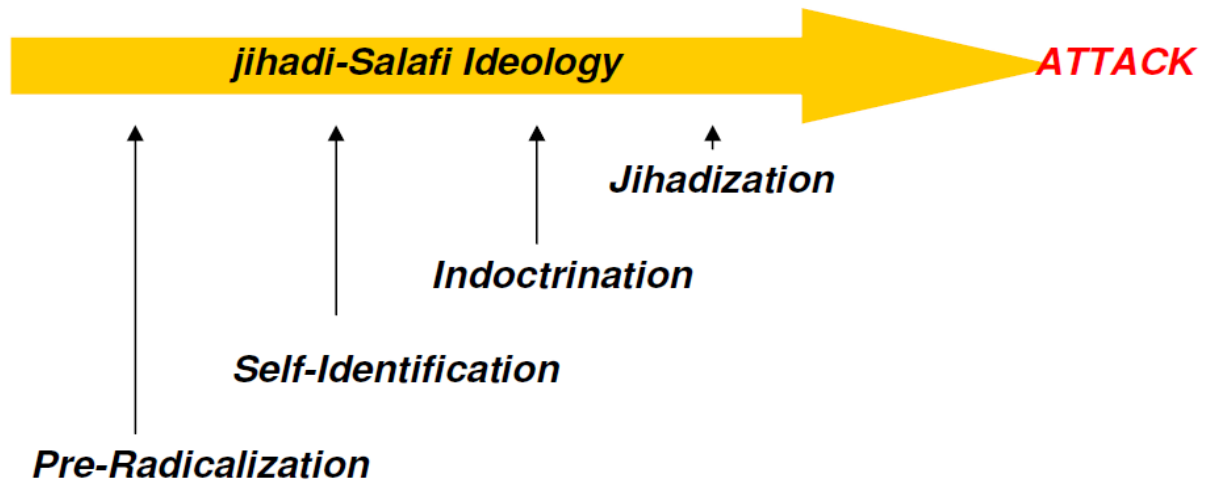 jihadi-Salafi Ideology
ATTACK
Jihadization
Indoctrination
Self-Identification
Pre-Radicalization